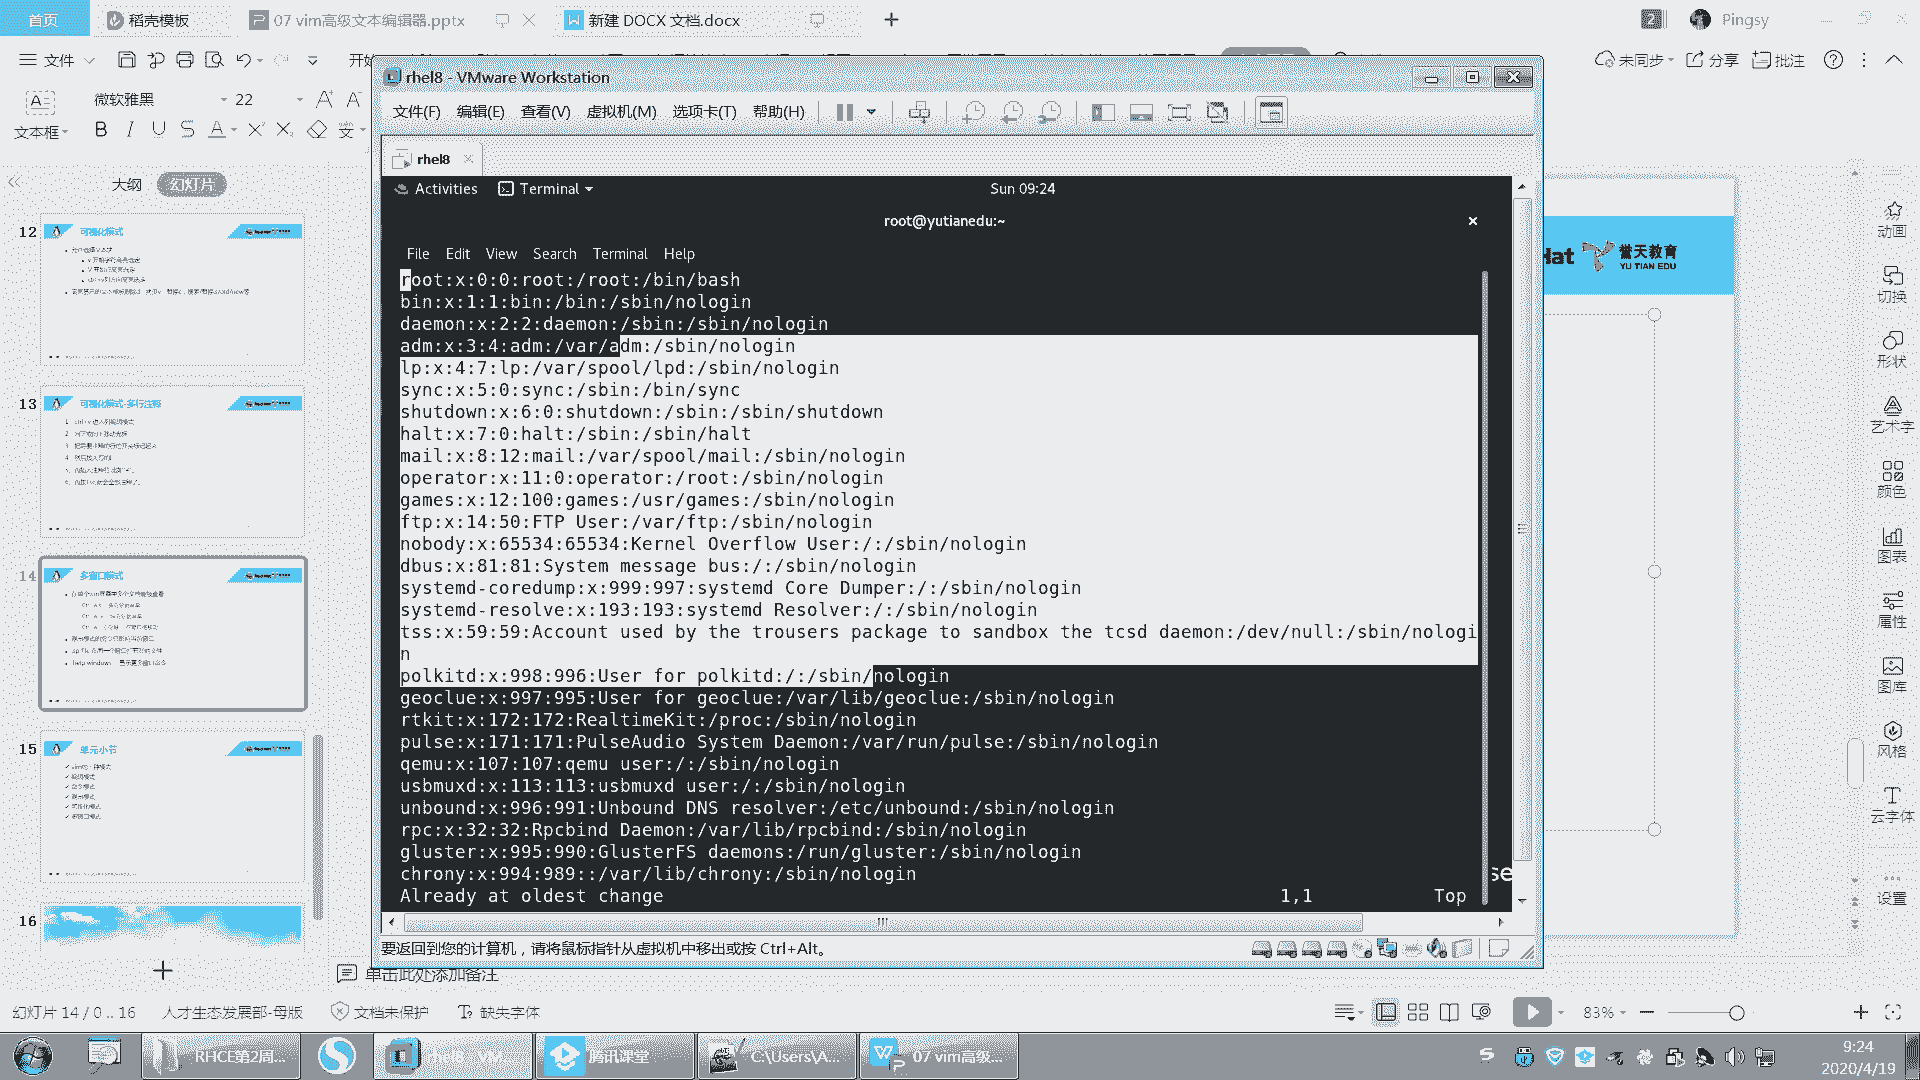 首页
稻壳模板
07 vim高级文本编辑器.pptx
新建 DOCX 文档.docx
2
Pingsy
文件
开始
未同步
分享
批注
微软雅黑
22
文本框
B I U S A
rhel8 - VMware Workstation
文件(F) 编辑(E) 查看(V) 虚拟机(M) 选项卡(T) 帮助(H)
rhel8
大纲
幻灯片
12
可视化模式
13
可视化模式-多行注释
14
多窗口模式
15
单元小节
16
Activities
Terminal
Sun 09:24
root@yutianedu:~
File Edit View Search Terminal Help
root:x:0:0:root:/root:/bin/bash
bin:x:1:1:bin:/bin:/sbin/nologin
daemon:x:2:2:daemon:/sbin:/sbin/nologin
adm:x:3:4:adm:/var/adm:/sbin/nologin
lp:x:4:7:lp:/var/spool/lpd:/sbin/nologin
sync:x:5:0:sync:/sbin:/bin/sync
shutdown:x:6:0:shutdown:/sbin:/sbin/shutdown
halt:x:7:0:halt:/sbin:/sbin/halt
mail:x:8:12:mail:/var/spool/mail:/sbin/nologin
operator:x:11:0:operator:/root:/sbin/nologin
games:x:12:100:games:/usr/games:/sbin/nologin
ftp:x:14:50:FTP User:/var/ftp:/sbin/nologin
nobody:x:65534:65534:Kernel Overflow User:/:/sbin/nologin
dbus:x:81:81:System message bus:/:/sbin/nologin
systemd-coredump:x:999:997:systemd Core Dumper:/:/sbin/nologin
systemd-resolve:x:193:193:systemd Resolver:/:/sbin/nologin
tss:x:59:59:Account used by the trousers package to sandbox the tcsd daemon:/dev/null:/sbin/nologi
n
polkitd:x:998:996:User for polkitd:/:/sbin/nologin
geoclue:x:997:995:User for geoclue:/var/lib/geoclue:/sbin/nologin
rtkit:x:172:172:RealtimeKit:/proc:/sbin/nologin
pulse:x:171:171:PulseAudio System Daemon:/var/run/pulse:/sbin/nologin
qemu:x:107:107:qemu user:/:/sbin/nologin
usbmuxd:x:113:113:usbmuxd user:/:/sbin/nologin
unbound:x:996:991:Unbound DNS resolver:/etc/unbound:/sbin/nologin
rpc:x:32:32:Rpcbind Daemon:/var/lib/rpcbind:/sbin/nologin
gluster:x:995:990:GlusterFS daemons:/run/gluster:/sbin/nologin
chrony:x:994:989::/var/lib/chrony:/sbin/nologin
Already at oldest change 1,1 Top
se
要返回到您的计算机，请将鼠标指针从虚拟机中移出或按 Ctrl+Alt。
Hat
誉天教育
YU TIAN EDU
动画
切换
形状
艺术字
颜色
图表
属性
图库
风格
云字体
设置
单击此处添加备注
幻灯片 14 / 0 .. 16
人才生态发展部-母版
文档未保护
缺失字体
83%
RHCE第2周...
rhel8 - VM...
腾讯课堂
C:\Users\A...
07 vim高级...
9:24
2020/4/19